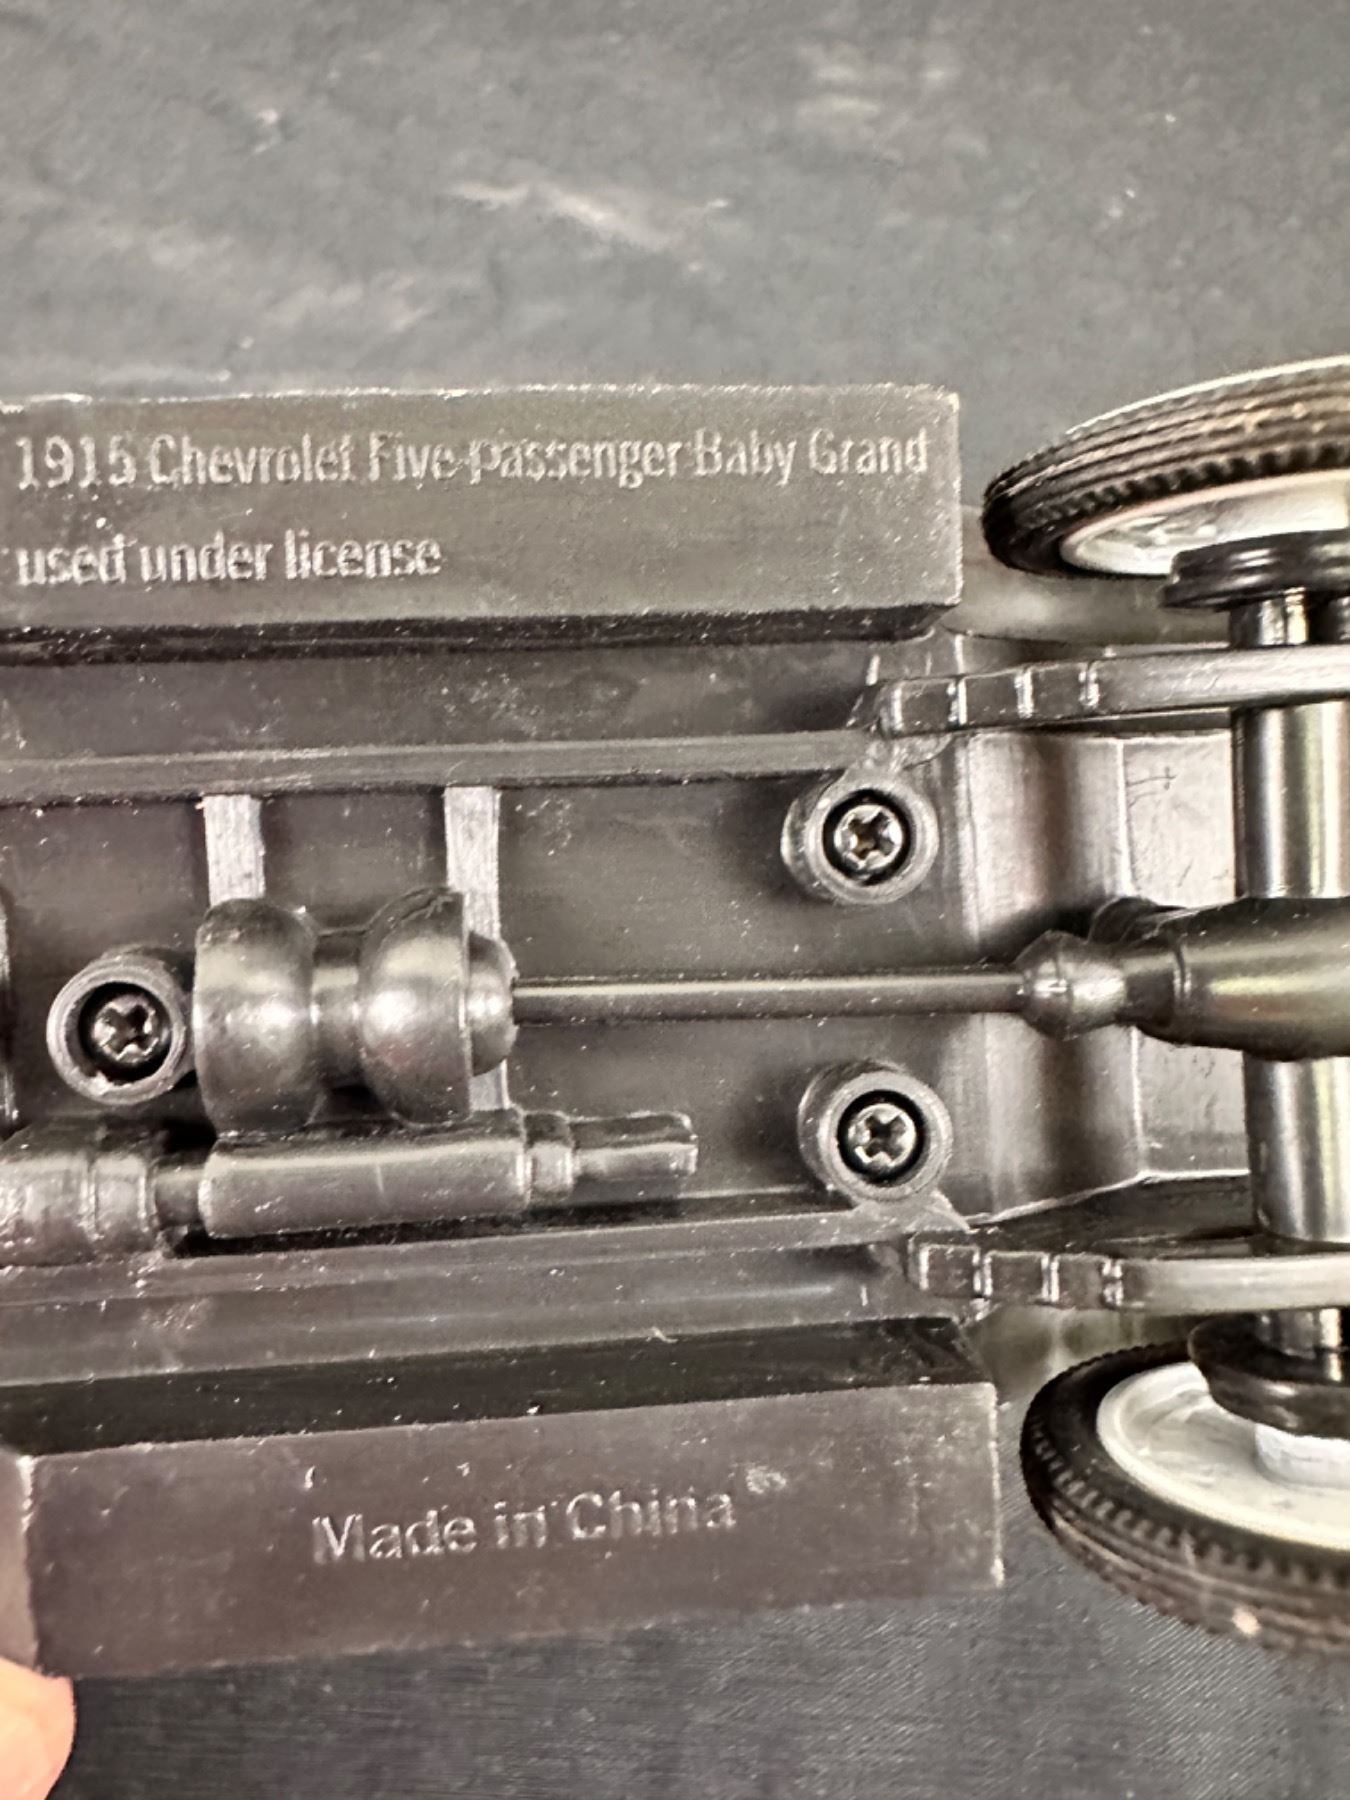 1915 Chevrolet Five-passenger Baby Grand
used under license
Made in China